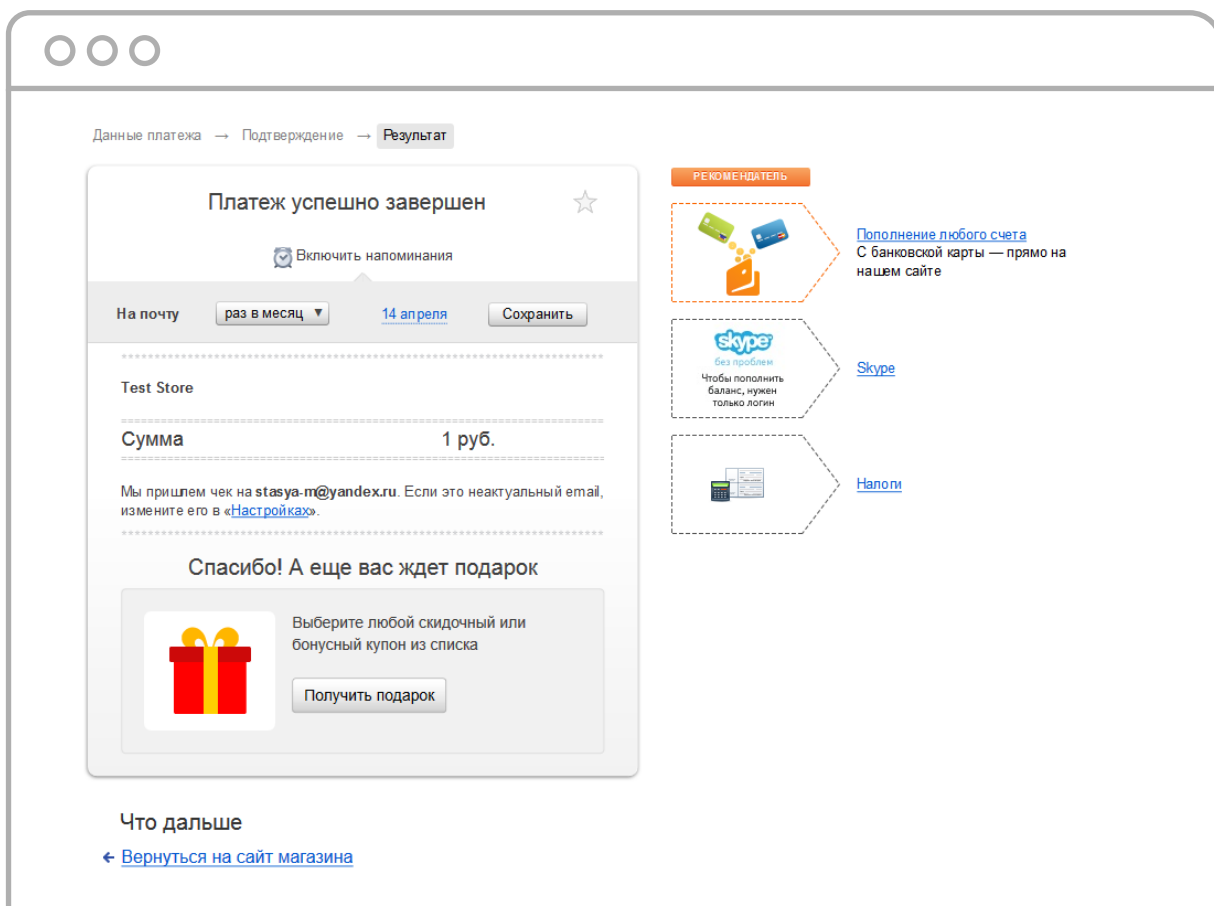 Данные платежа → Подтверждение → Результат
Платеж успешно завершен
Включить напоминания
На почту раз в месяц ▼ 14 апреля Сохранить
Test Store
Сумма 1 руб.
Мы пришлем чек на stasya-m@yandex.ru. Если это неактуальный email,
измените его в «Настройках».
Спасибо! А еще вас ждет подарок
Выберите любой скидочный или
бонусный купон из списка
Получить подарок
Что дальше
← Вернуться на сайт магазина
РЕКОМЕНДАТЕЛЬ
Пополнение любого счета
С банковской карты — прямо на
нашем сайте
skype
без проблем
Чтобы пополнить
баланс, нужен
только логин
Skype
Налоги